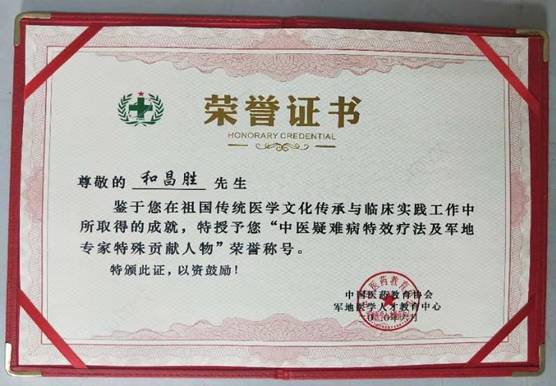 荣誉证书
HONORARY CREDENTIAL
尊敬的 和昌胜 先生
鉴于您在祖国传统医学文化传承与临床实践工作中
所取得的成就，特授予您“中医疑难病特效疗法及军地
专家特殊贡献人物”荣誉称号。
特颁此证，以资鼓励！
中国医药教育协会
军地医学人才教育中心